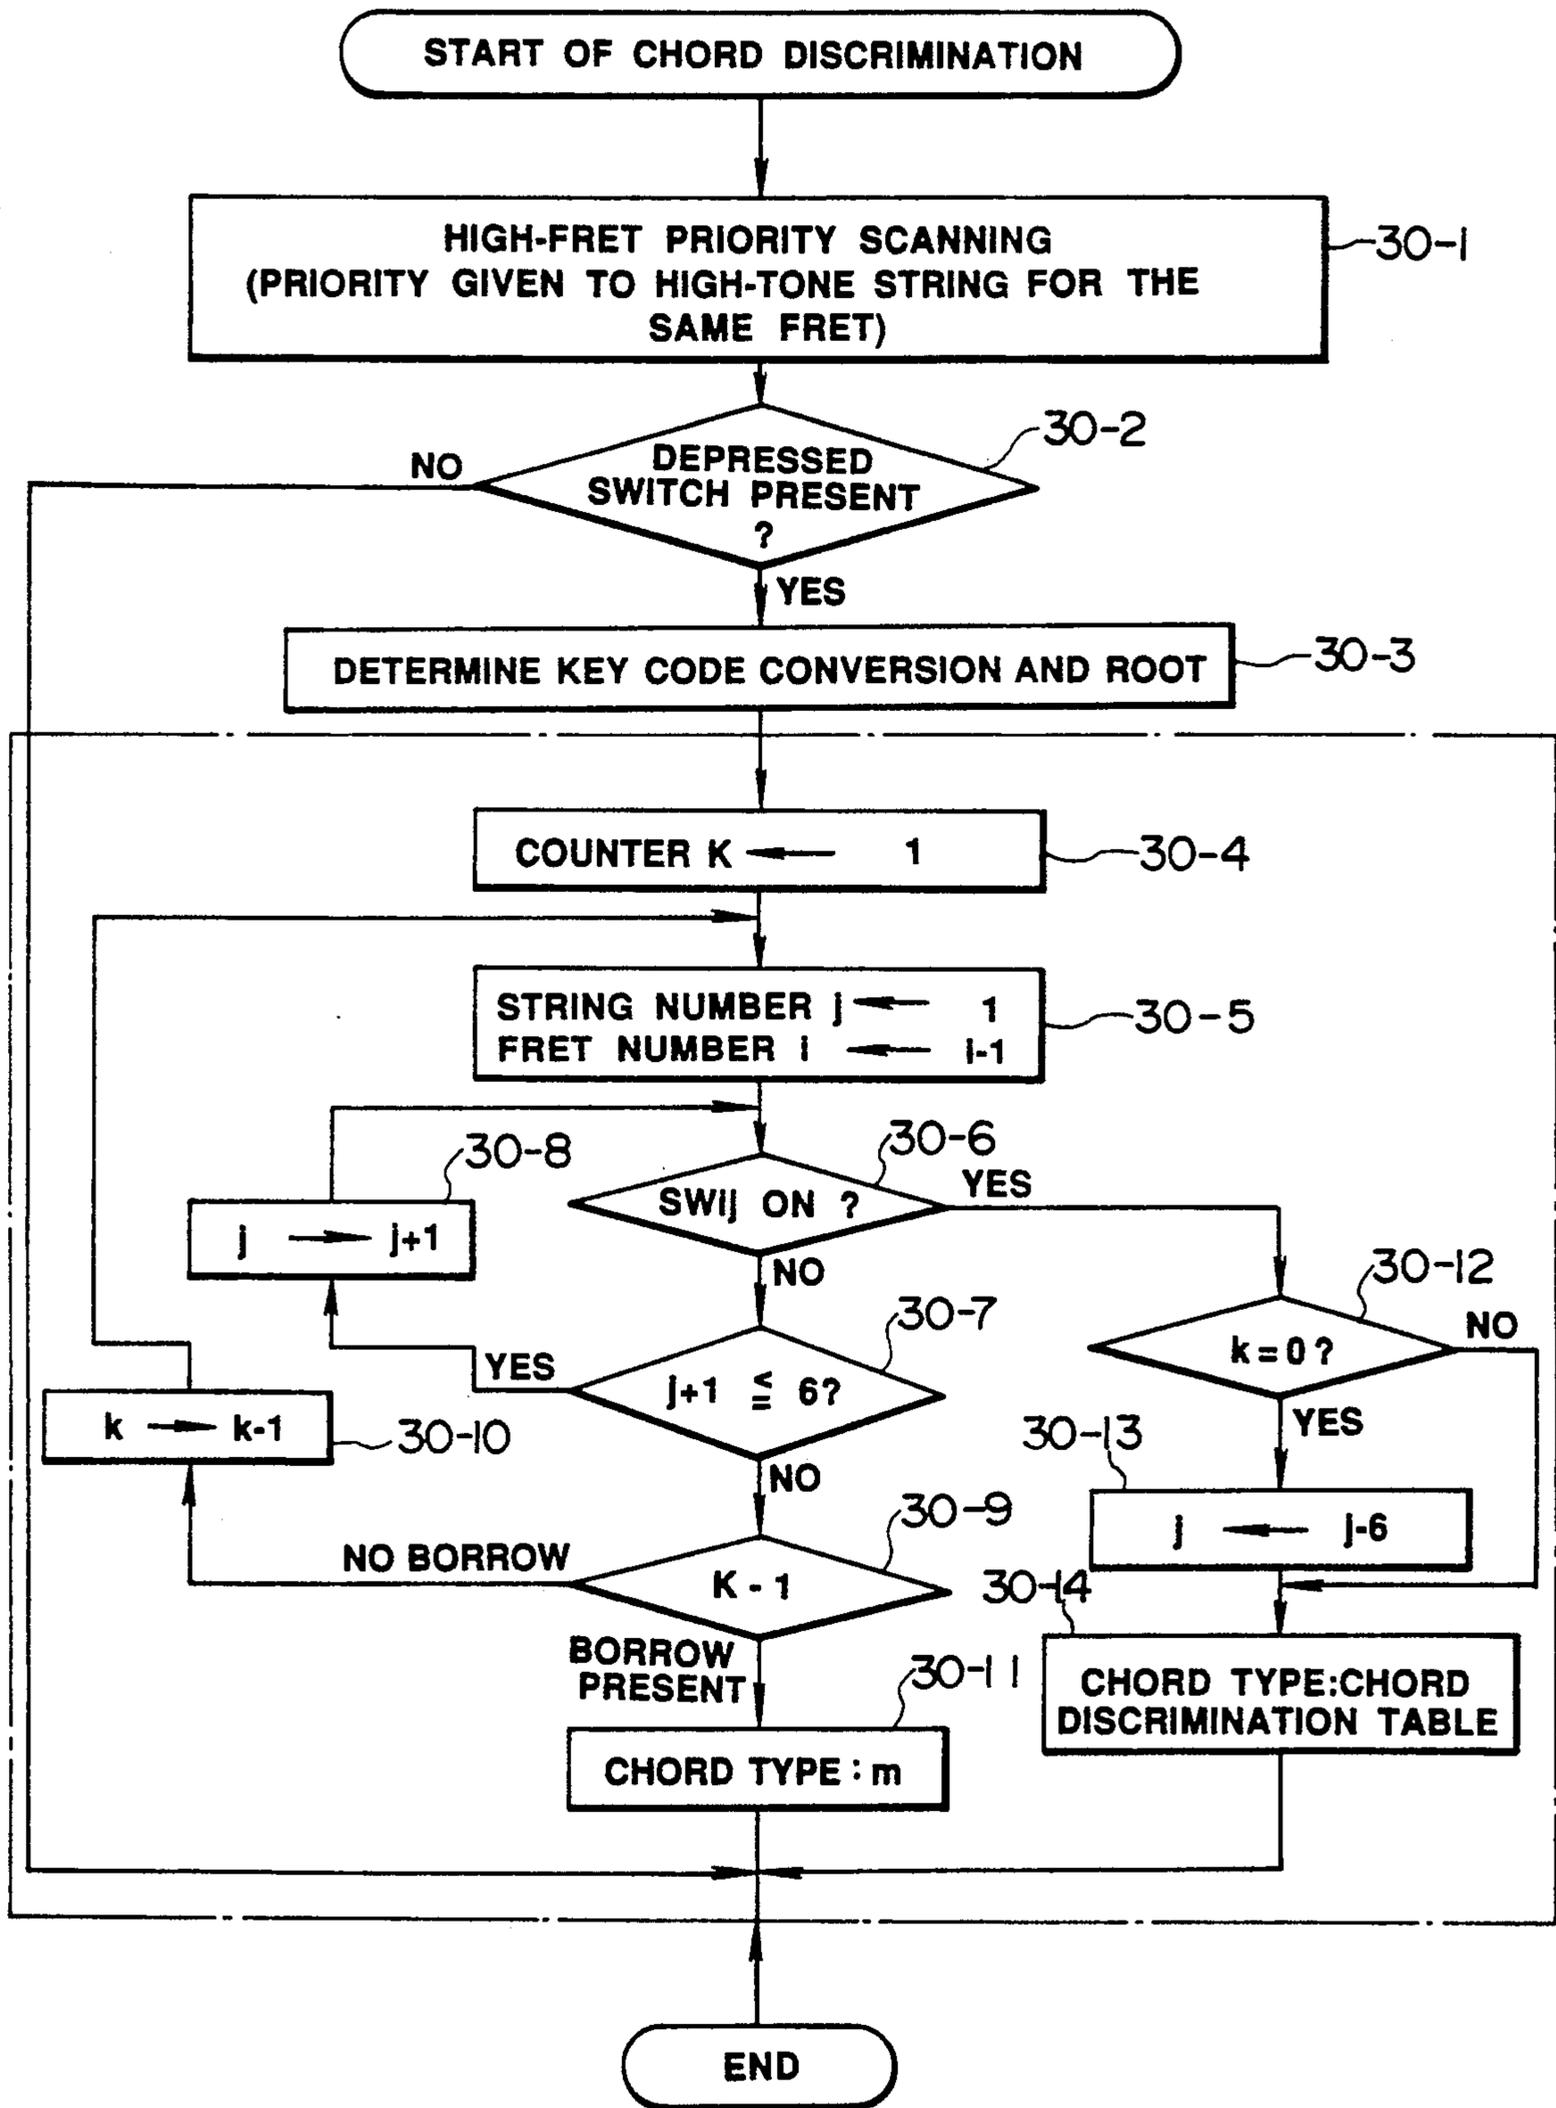 START OF CHORD DISCRIMINATION
HIGH-FRET PRIORITY SCANNING
(PRIORITY GIVEN TO HIGH-TONE STRING FOR THE
SAME FRET)
30-1
30-2
DEPRESSED
SWITCH PRESENT
?
NO
YES
DETERMINE KEY CODE CONVERSION AND ROOT
30-3
COUNTER K ← 1
30-4
STRING NUMBER j ← 1
FRET NUMBER i ← i-1
30-5
30-6
SWij ON ?
YES
NO
30-8
j → j+1
30-7
j+1 ≦ 6?
YES
NO
30-12
k=0?
NO
YES
k → k-1
30-10
30-13
j ← j-6
30-9
K - 1
NO BORROW
BORROW
PRESENT
30-14
CHORD TYPE:CHORD
DISCRIMINATION TABLE
30-11
CHORD TYPE : m
END